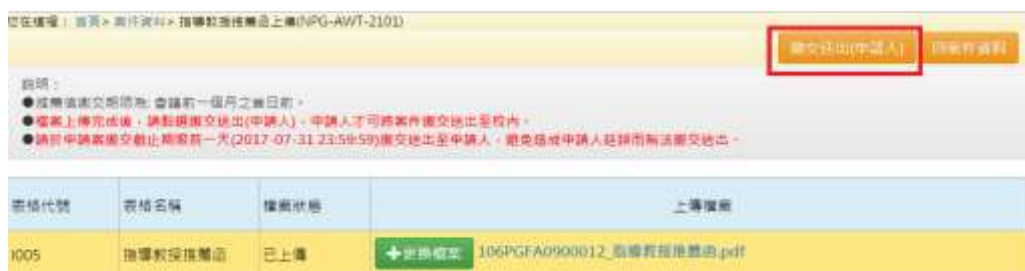 您在這裡：首頁> 案件資料> 指導教授推薦函上傳(NPG-AWT-2101)
繳交送出(申請人) 回案件資料
說明：
●推薦信繳交期限為: 會議前一個月之當日前。
●檔案上傳完成後，請點選繳交送出(申請人)，申請人才可將案件繳交送出至校內。
●請於申請案繳交截止期限前一天(2017-07-31 23:59:59)繳交送出至申請人，避免造成申請人延誤而無法繳交送出。
表格代號 表格名稱 檔案狀態 上傳檔案
I005 指導教授推薦函 已上傳 更換檔案 106PGFA0900012_指導教授推薦函.pdf